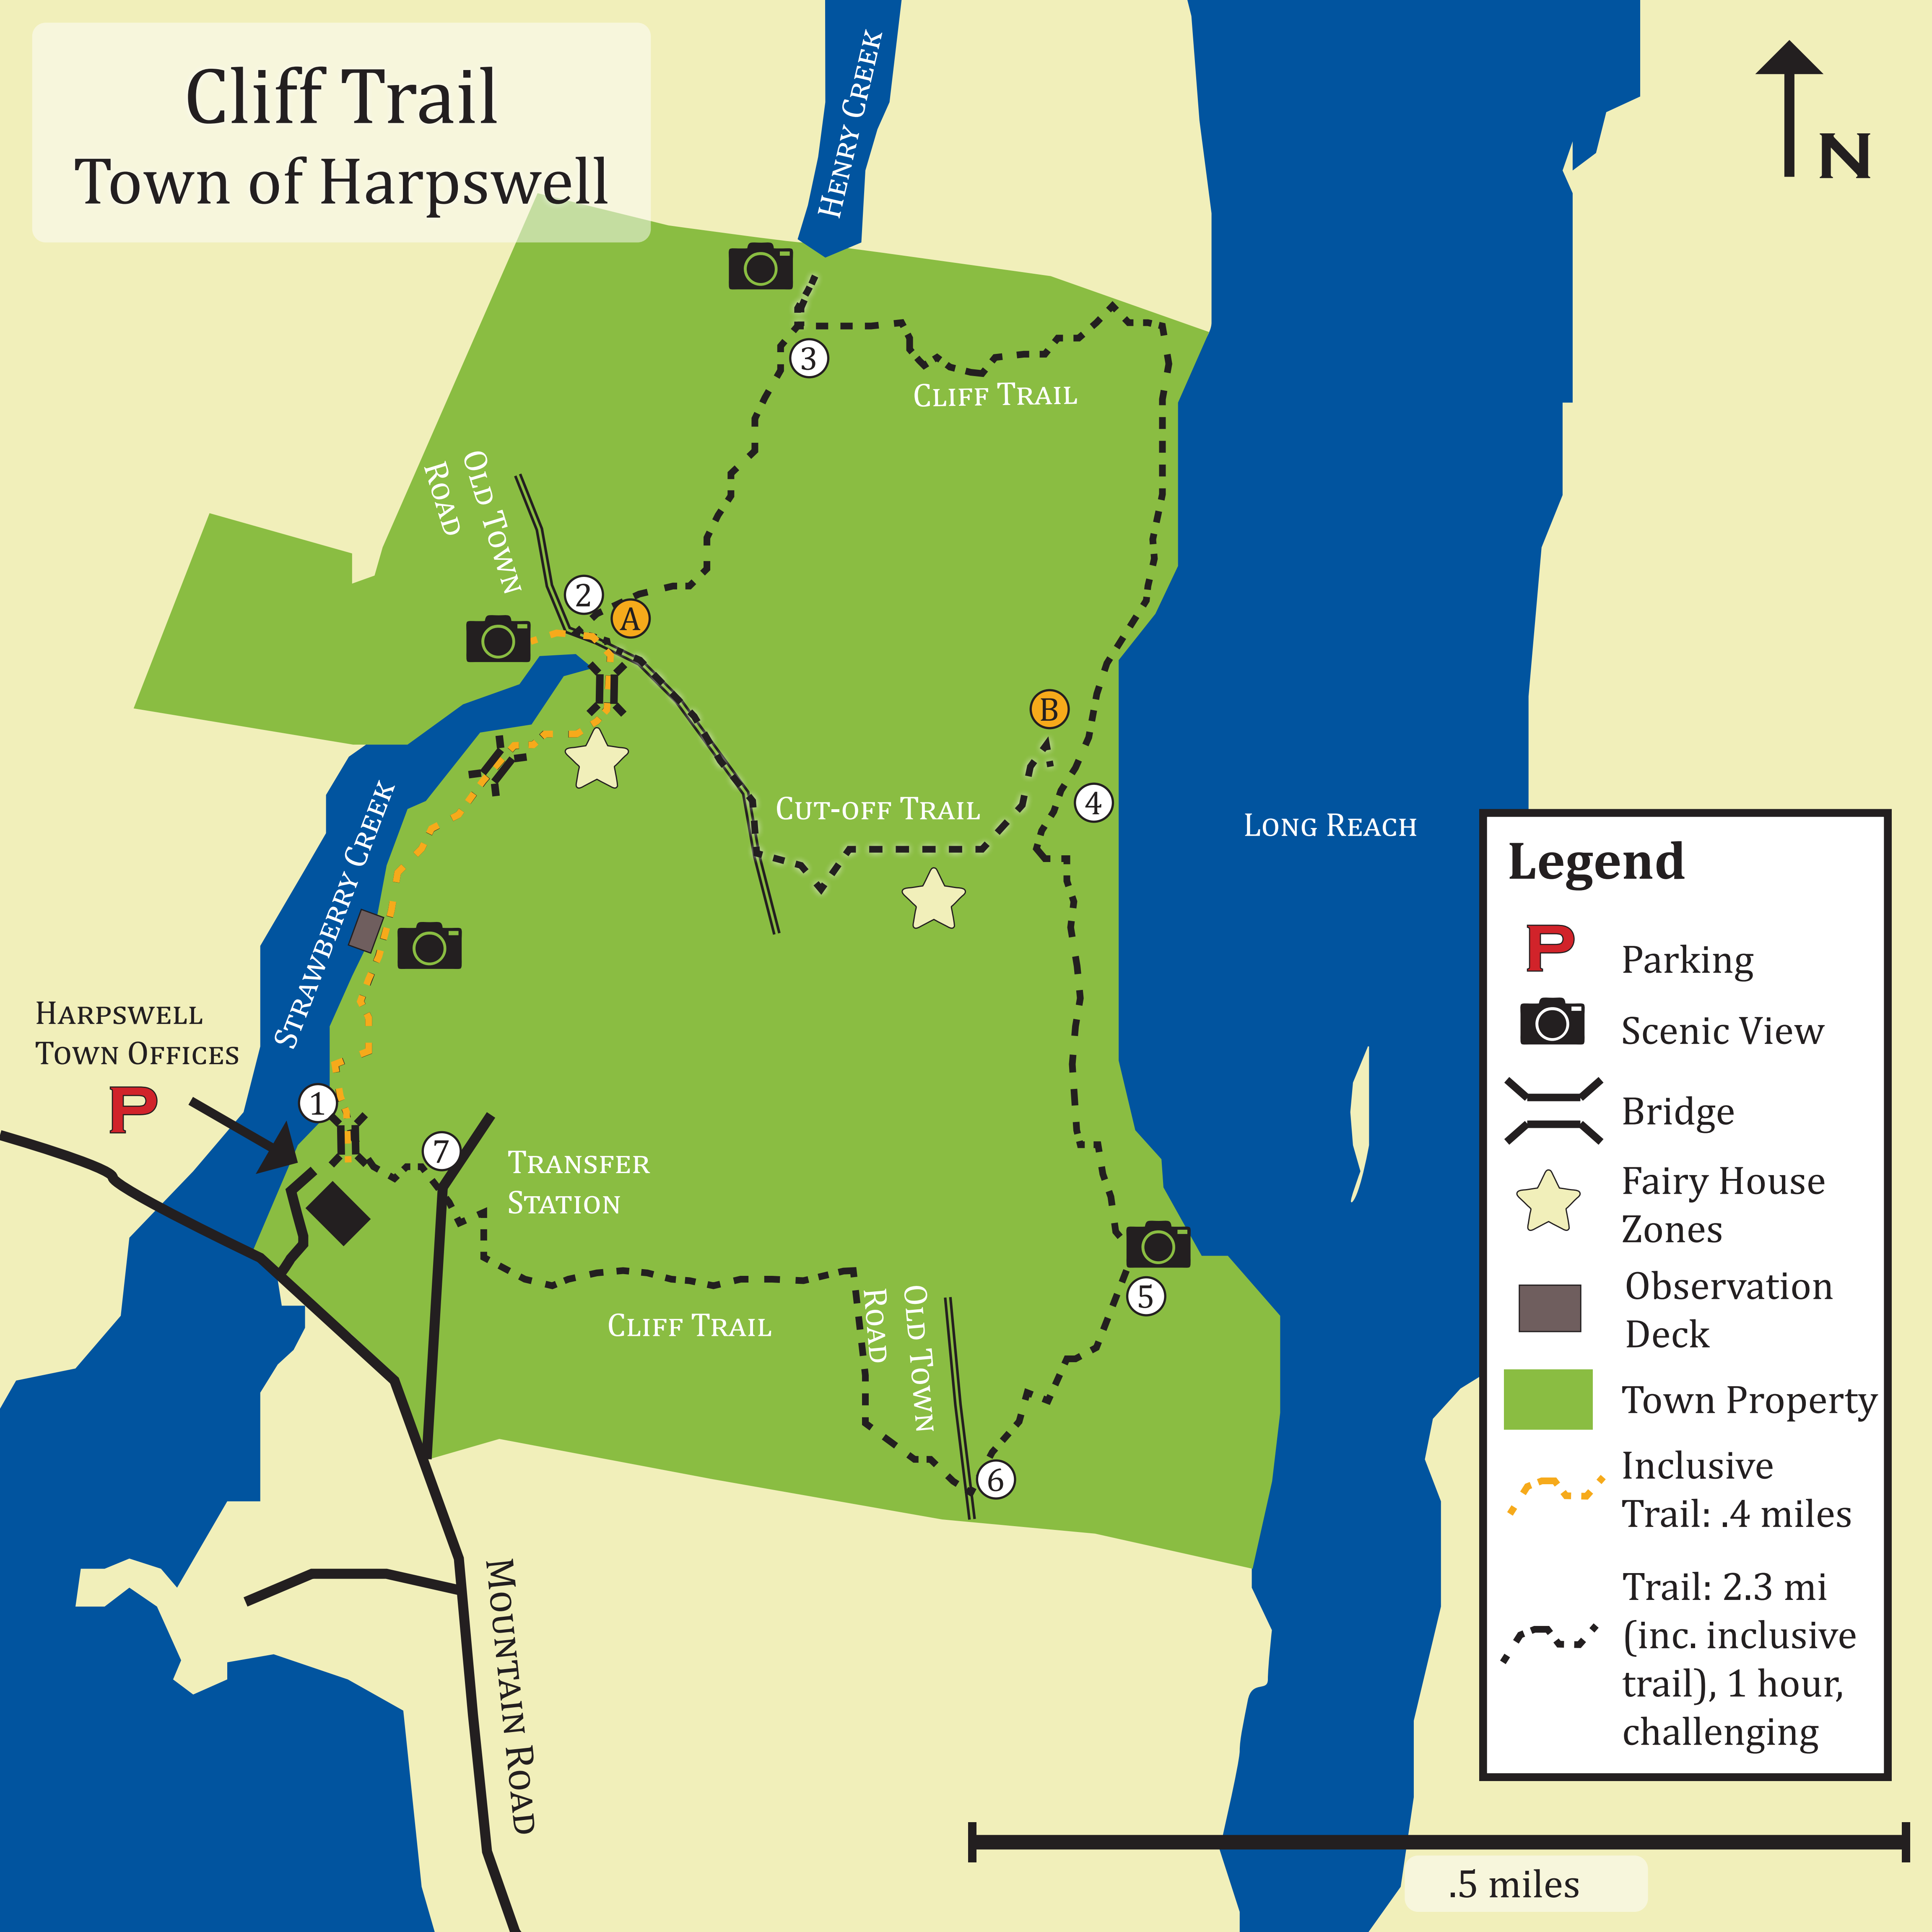 Cliff Trail
Town of Harpswell
HENRY CREEK
N
3
CLIFF TRAIL
OLD TOWN
ROAD
2
A
B
4
CUT-OFF TRAIL
LONG REACH
STRAWBERRY CREEK
HARPSWELL
TOWN OFFICES
P
1
7
TRANSFER
STATION
5
CLIFF TRAIL
OLD TOWN
ROAD
6
MOUNTAIN ROAD
Legend
P
Parking
Scenic View
Bridge
Fairy House
Zones
Observation
Deck
Town Property
Inclusive
Trail: .4 miles
Trail: 2.3 mi
(inc. inclusive
trail), 1 hour,
challenging
.5 miles